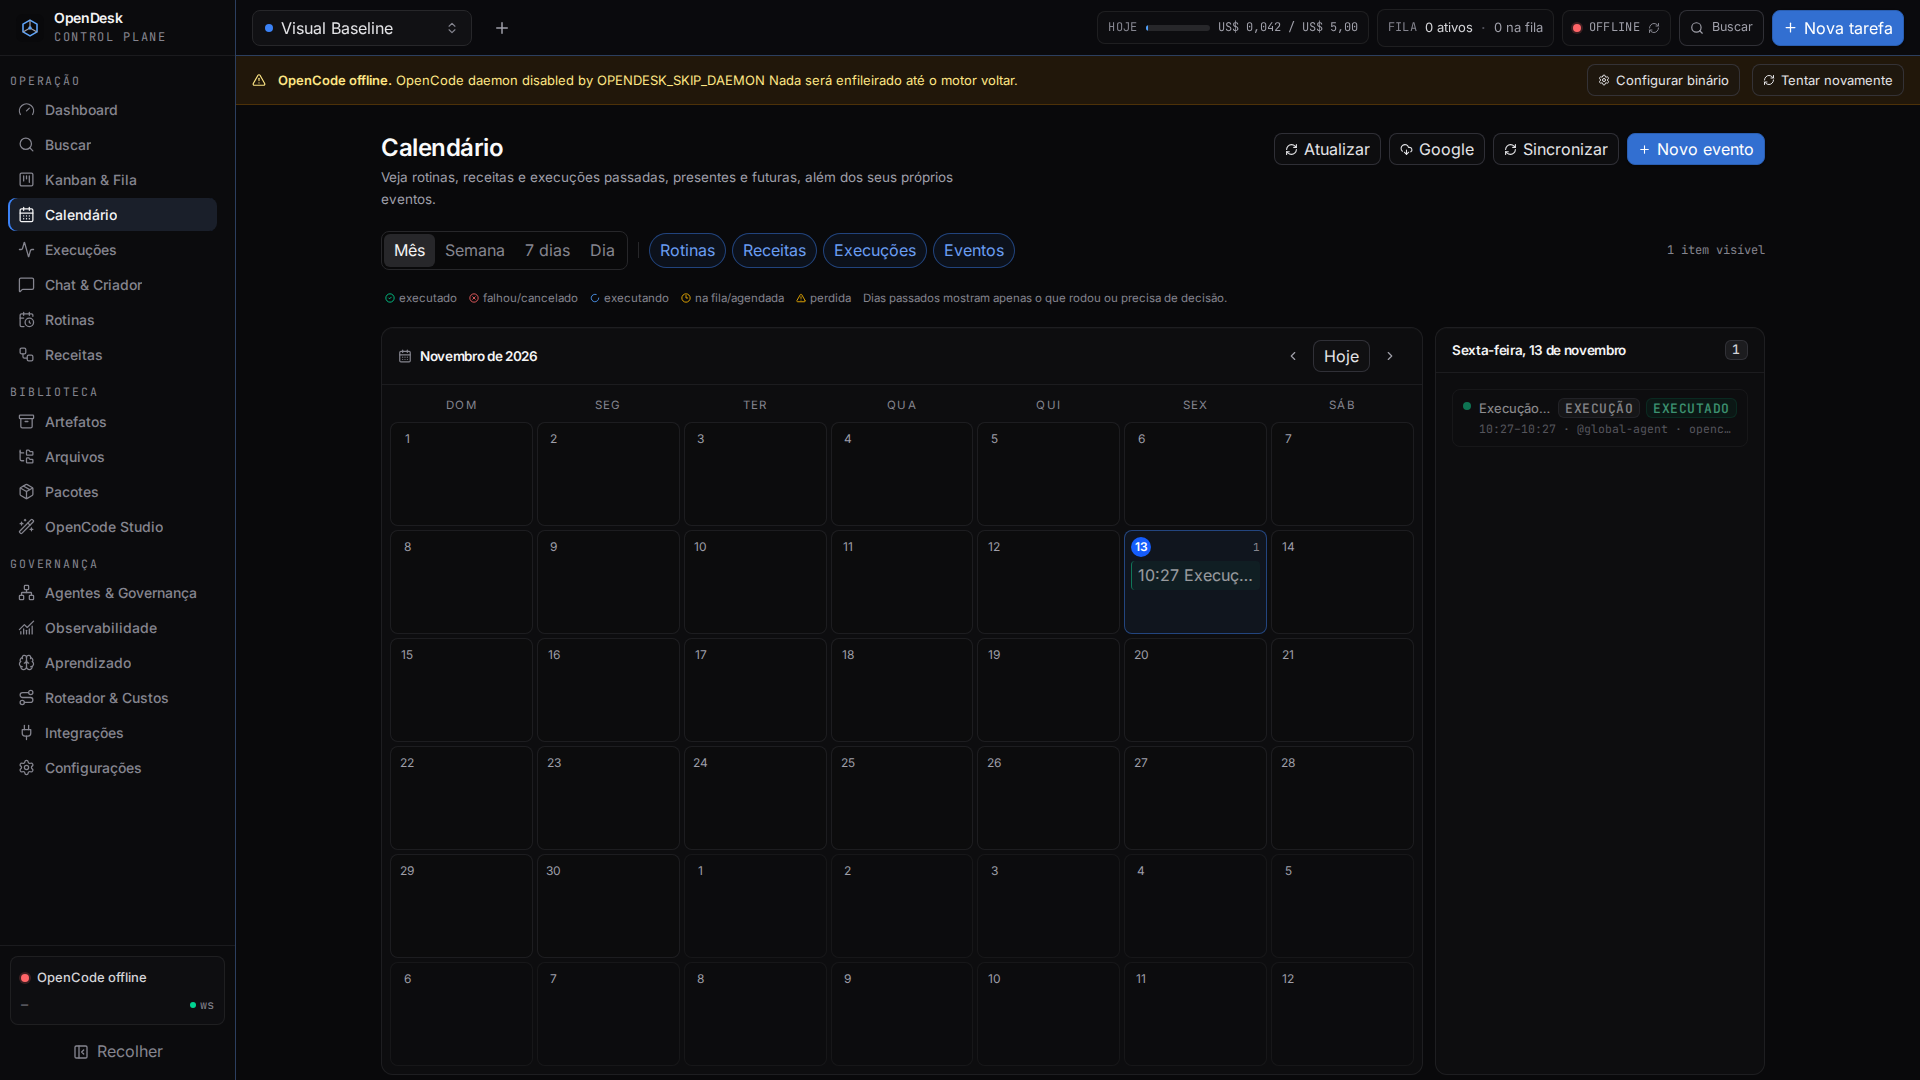 OpenDesk
CONTROL PLANE
OPERAÇÃO
Dashboard
Buscar
Kanban & Fila
Calendário
Execuções
Chat & Criador
Rotinas
Receitas
BIBLIOTECA
Artefatos
Arquivos
Pacotes
OpenCode Studio
GOVERNANÇA
Agentes & Governança
Observabilidade
Aprendizado
Roteador & Custos
Integrações
Configurações
OpenCode offline
—
ws
Recolher
Visual Baseline
HOJE US$ 0,042 / US$ 5,00
FILA 0 ativos · 0 na fila
OFFLINE
Buscar
Nova tarefa
OpenCode offline. OpenCode daemon disabled by OPENDESK_SKIP_DAEMON Nada será enfileirado até o motor voltar.
Configurar binário
Tentar novamente
Calendário
Veja rotinas, receitas e execuções passadas, presentes e futuras, além dos seus próprios
eventos.
Atualizar
Google
Sincronizar
Novo evento
Mês Semana 7 dias Dia
Rotinas Receitas Execuções Eventos
1 item visível
executado falhou/cancelado executando na fila/agendada perdida Dias passados mostram apenas o que rodou ou precisa de decisão.
Novembro de 2026
Hoje
DOM SEG TER QUA QUI SEX SÁB
1 2 3 4 5 6 7
8 9 10 11 12 13 1 14
10:27 Execuç...
15 16 17 18 19 20 21
22 23 24 25 26 27 28
29 30 1 2 3 4 5
6 7 8 9 10 11 12
Sexta-feira, 13 de novembro 1
Execução... EXECUÇÃO EXECUTADO
10:27–10:27 · @global-agent · openc…